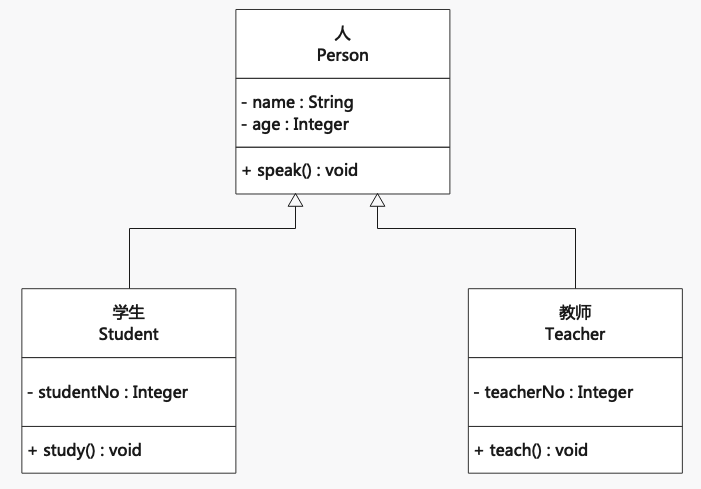 人
Person
- name : String
- age : Integer
+ speak() : void
学生
Student
- studentNo : Integer
+ study() : void
教师
Teacher
- teacherNo : Integer
+ teach() : void